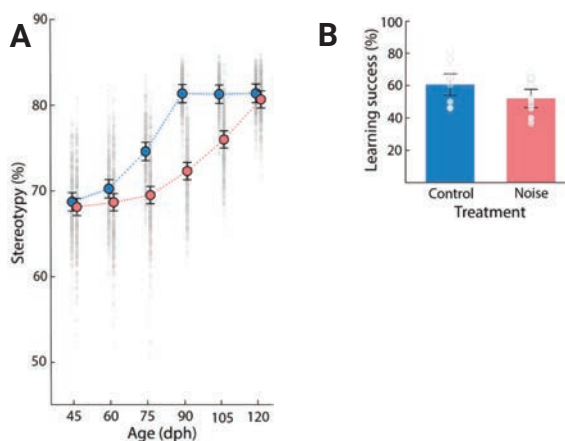 A
B
90
80
70
60
50
Stereotypy (%)
45 60 75 90 105 120
Age (dph)
100
80
60
40
20
Learning success (%)
Control Noise
Treatment